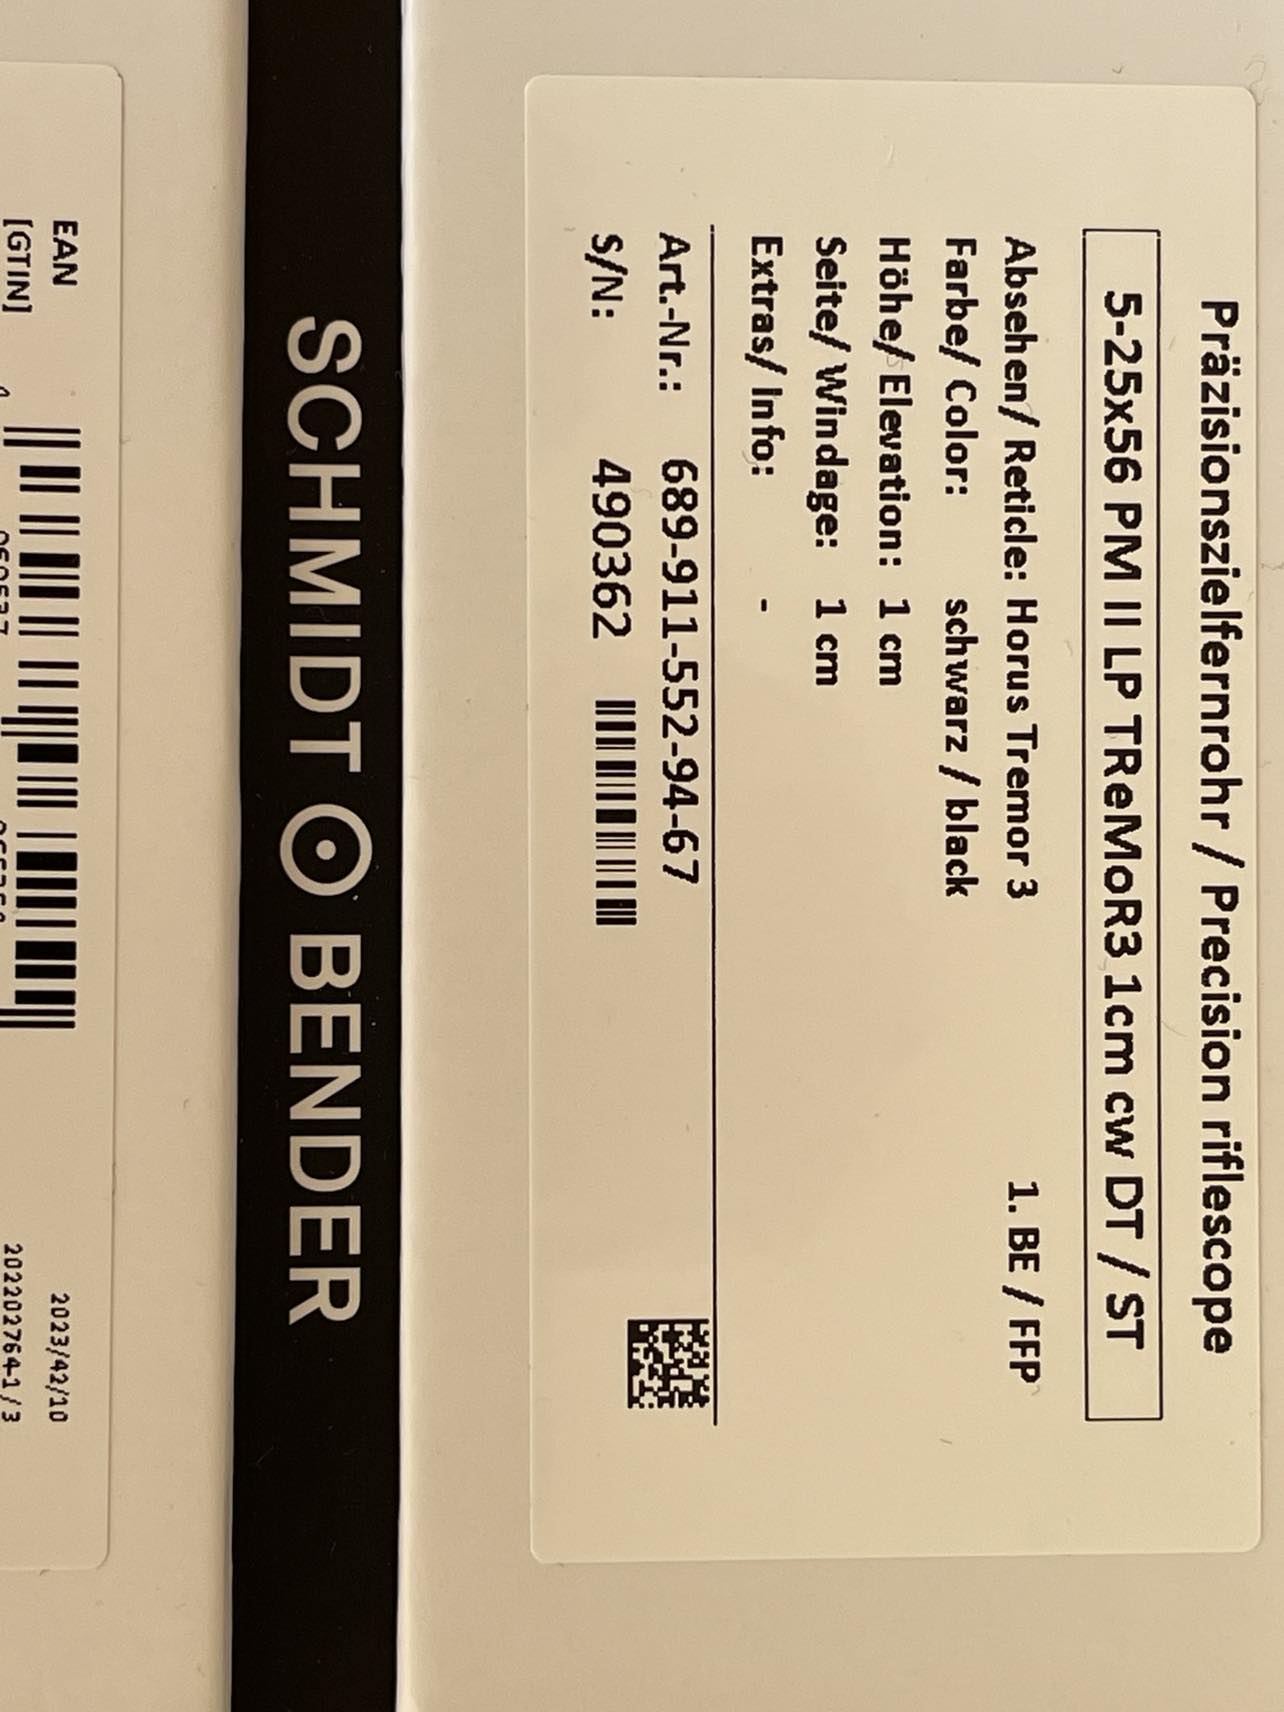 Präzisionszielfernrohr / Precision riflescope
5-25x56 PM II LP TReMoR3 1cm cw DT / ST
Absehen/ Reticle: Horus Tremor 3 1. BE / FFP
Farbe/ Color: schwarz / black
Höhe/ Elevation: 1 cm
Seite/ Windage: 1 cm
Extras/ Info: -
Art.-Nr.: 689-911-552-94-67
S/N: 490362
SCHMIDT BENDER
EAN 2023/42/10
[GTIN] 202202764-1 / 3